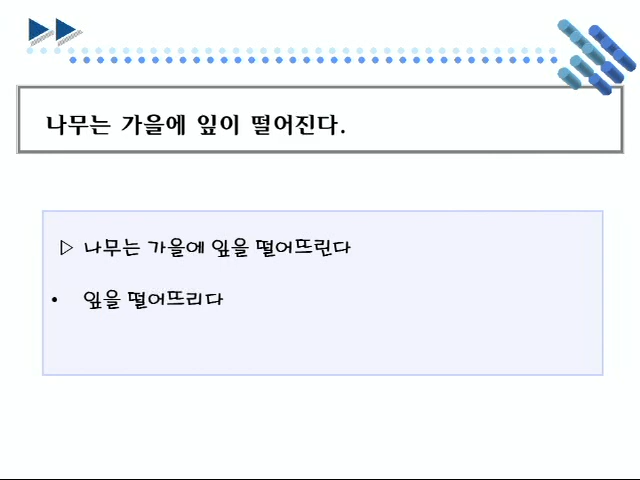 나무는 가을에 잎이 떨어진다.
▷ 나무는 가을에 잎을 떨어뜨린다
• 잎을 떨어뜨리다